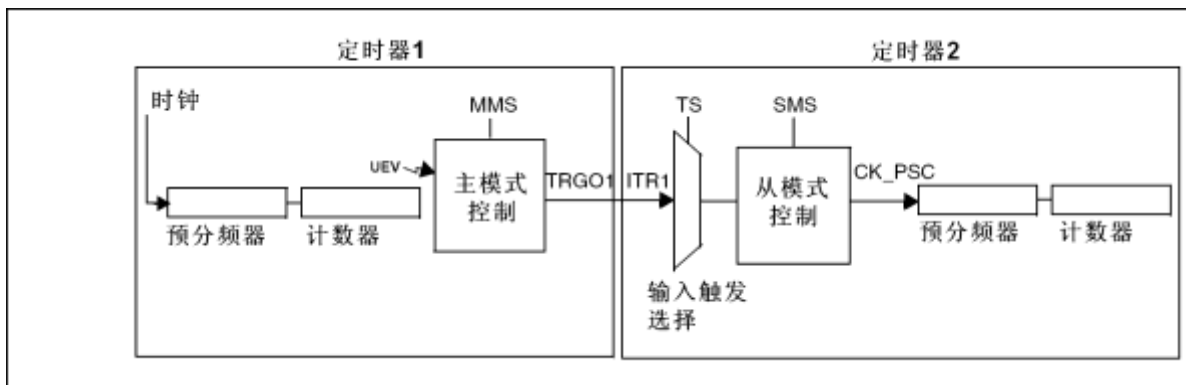 定时器1
定时器2
时钟
MMS
TS
SMS
UEV
主模式
控制
TRGO1
ITR1
从模式
控制
CK_PSC
预分频器
计数器
预分频器
计数器
输入触发
选择